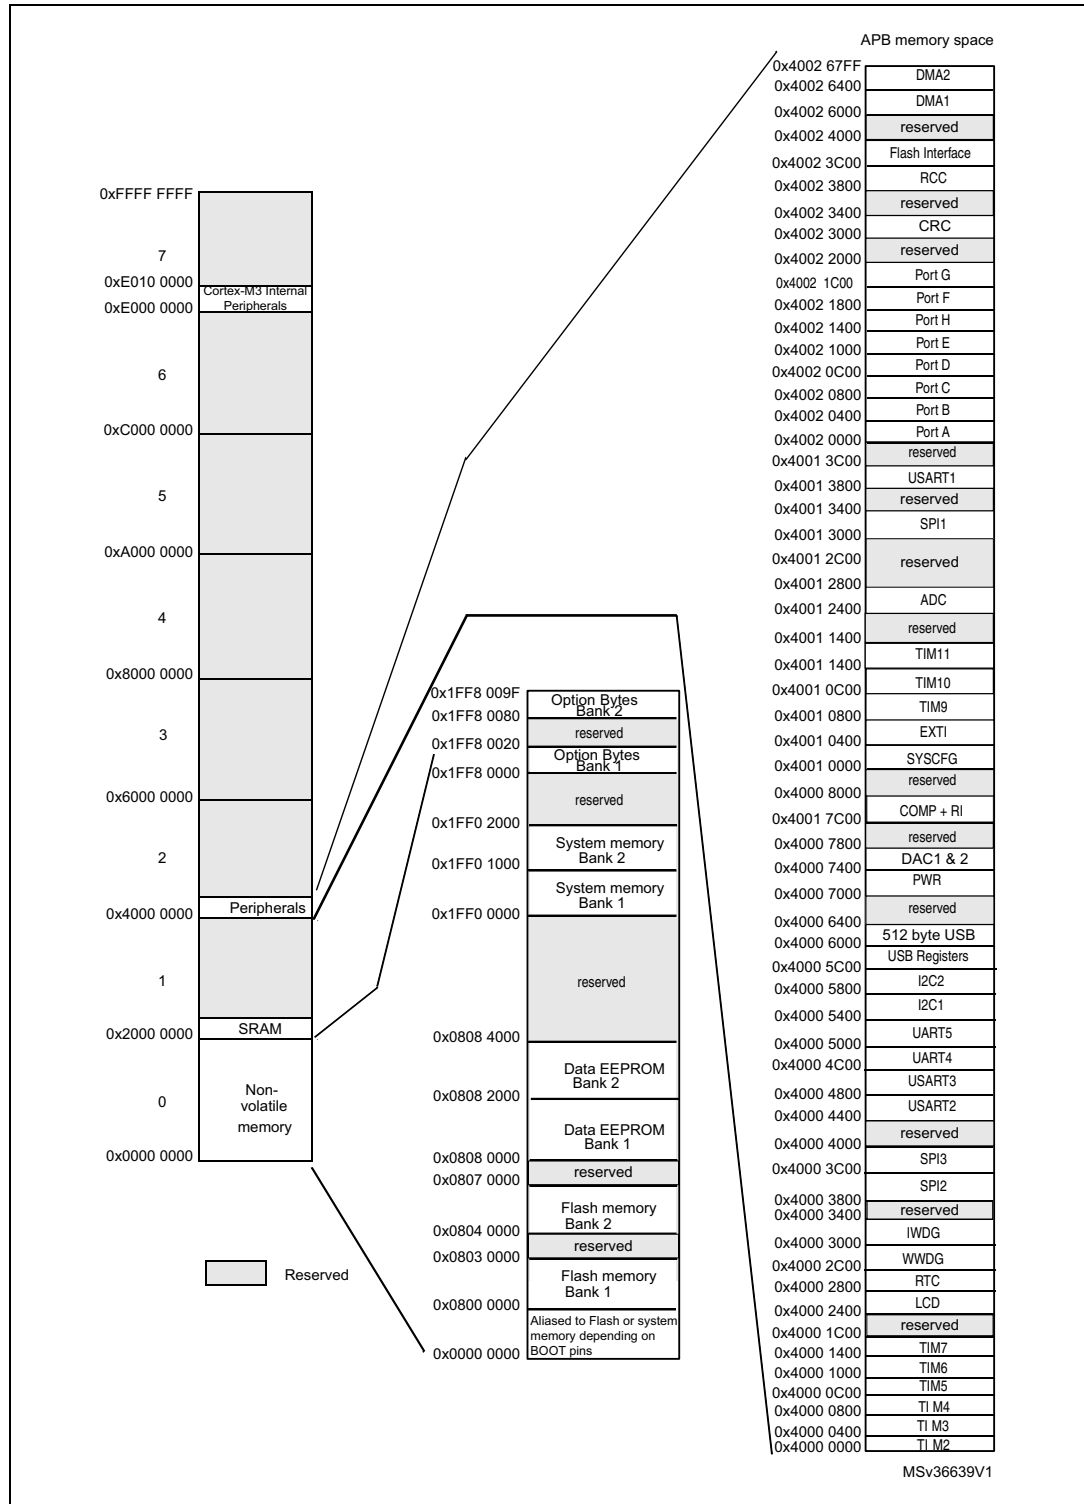 0xFFFF FFFF
7
0xE010 0000
Cortex-M3 Internal
Peripherals
0xE000 0000
6
0xC000 0000
5
0xA000 0000
4
0x8000 0000
3
0x6000 0000
2
Peripherals
0x4000 0000
1
SRAM
0x2000 0000
Non-
volatile
memory
0
0x0000 0000
Reserved
0x1FF8 009F
Option Bytes
Bank 2
0x1FF8 0080
reserved
0x1FF8 0020
Option Bytes
Bank 1
0x1FF8 0000
reserved
0x1FF0 2000
System memory
Bank 2
0x1FF0 1000
System memory
Bank 1
0x1FF0 0000
reserved
0x0808 4000
Data EEPROM
Bank 2
0x0808 2000
Data EEPROM
Bank 1
0x0808 0000
reserved
0x0807 0000
Flash memory
Bank 2
0x0804 0000
reserved
0x0803 0000
Flash memory
Bank 1
0x0800 0000
Aliased to Flash or system
memory depending on
BOOT pins
0x0000 0000
APB memory space
0x4002 67FF
DMA2
0x4002 6400
DMA1
0x4002 6000
reserved
0x4002 4000
Flash Interface
0x4002 3C00
RCC
0x4002 3800
reserved
0x4002 3400
CRC
0x4002 3000
reserved
0x4002 2000
Port G
0x4002 1C00
Port F
0x4002 1800
Port H
0x4002 1400
Port E
0x4002 1000
Port D
0x4002 0C00
Port C
0x4002 0800
Port B
0x4002 0400
Port A
0x4002 0000
reserved
0x4001 3C00
USART1
0x4001 3800
reserved
0x4001 3400
SPI1
0x4001 3000
0x4001 2C00
reserved
0x4001 2800
ADC
0x4001 2400
reserved
0x4001 1400
TIM11
0x4001 1400
TIM10
0x4001 0C00
TIM9
0x4001 0800
EXTI
0x4001 0400
SYSCFG
0x4001 0000
reserved
0x4000 8000
COMP + RI
0x4001 7C00
reserved
0x4000 7800
DAC1 & 2
0x4000 7400
PWR
0x4000 7000
reserved
0x4000 6400
512 byte USB
0x4000 6000
USB Registers
0x4000 5C00
I2C2
0x4000 5800
I2C1
0x4000 5400
UART5
0x4000 5000
UART4
0x4000 4C00
USART3
0x4000 4800
USART2
0x4000 4400
reserved
0x4000 4000
SPI3
0x4000 3C00
SPI2
0x4000 3800
reserved
0x4000 3400
IWDG
0x4000 3000
WWDG
0x4000 2C00
RTC
0x4000 2800
LCD
0x4000 2400
reserved
0x4000 1C00
TIM7
0x4000 1400
TIM6
0x4000 1000
TIM5
0x4000 0C00
TI M4
0x4000 0800
TI M3
0x4000 0400
TI M2
0x4000 0000
MSv36639V1